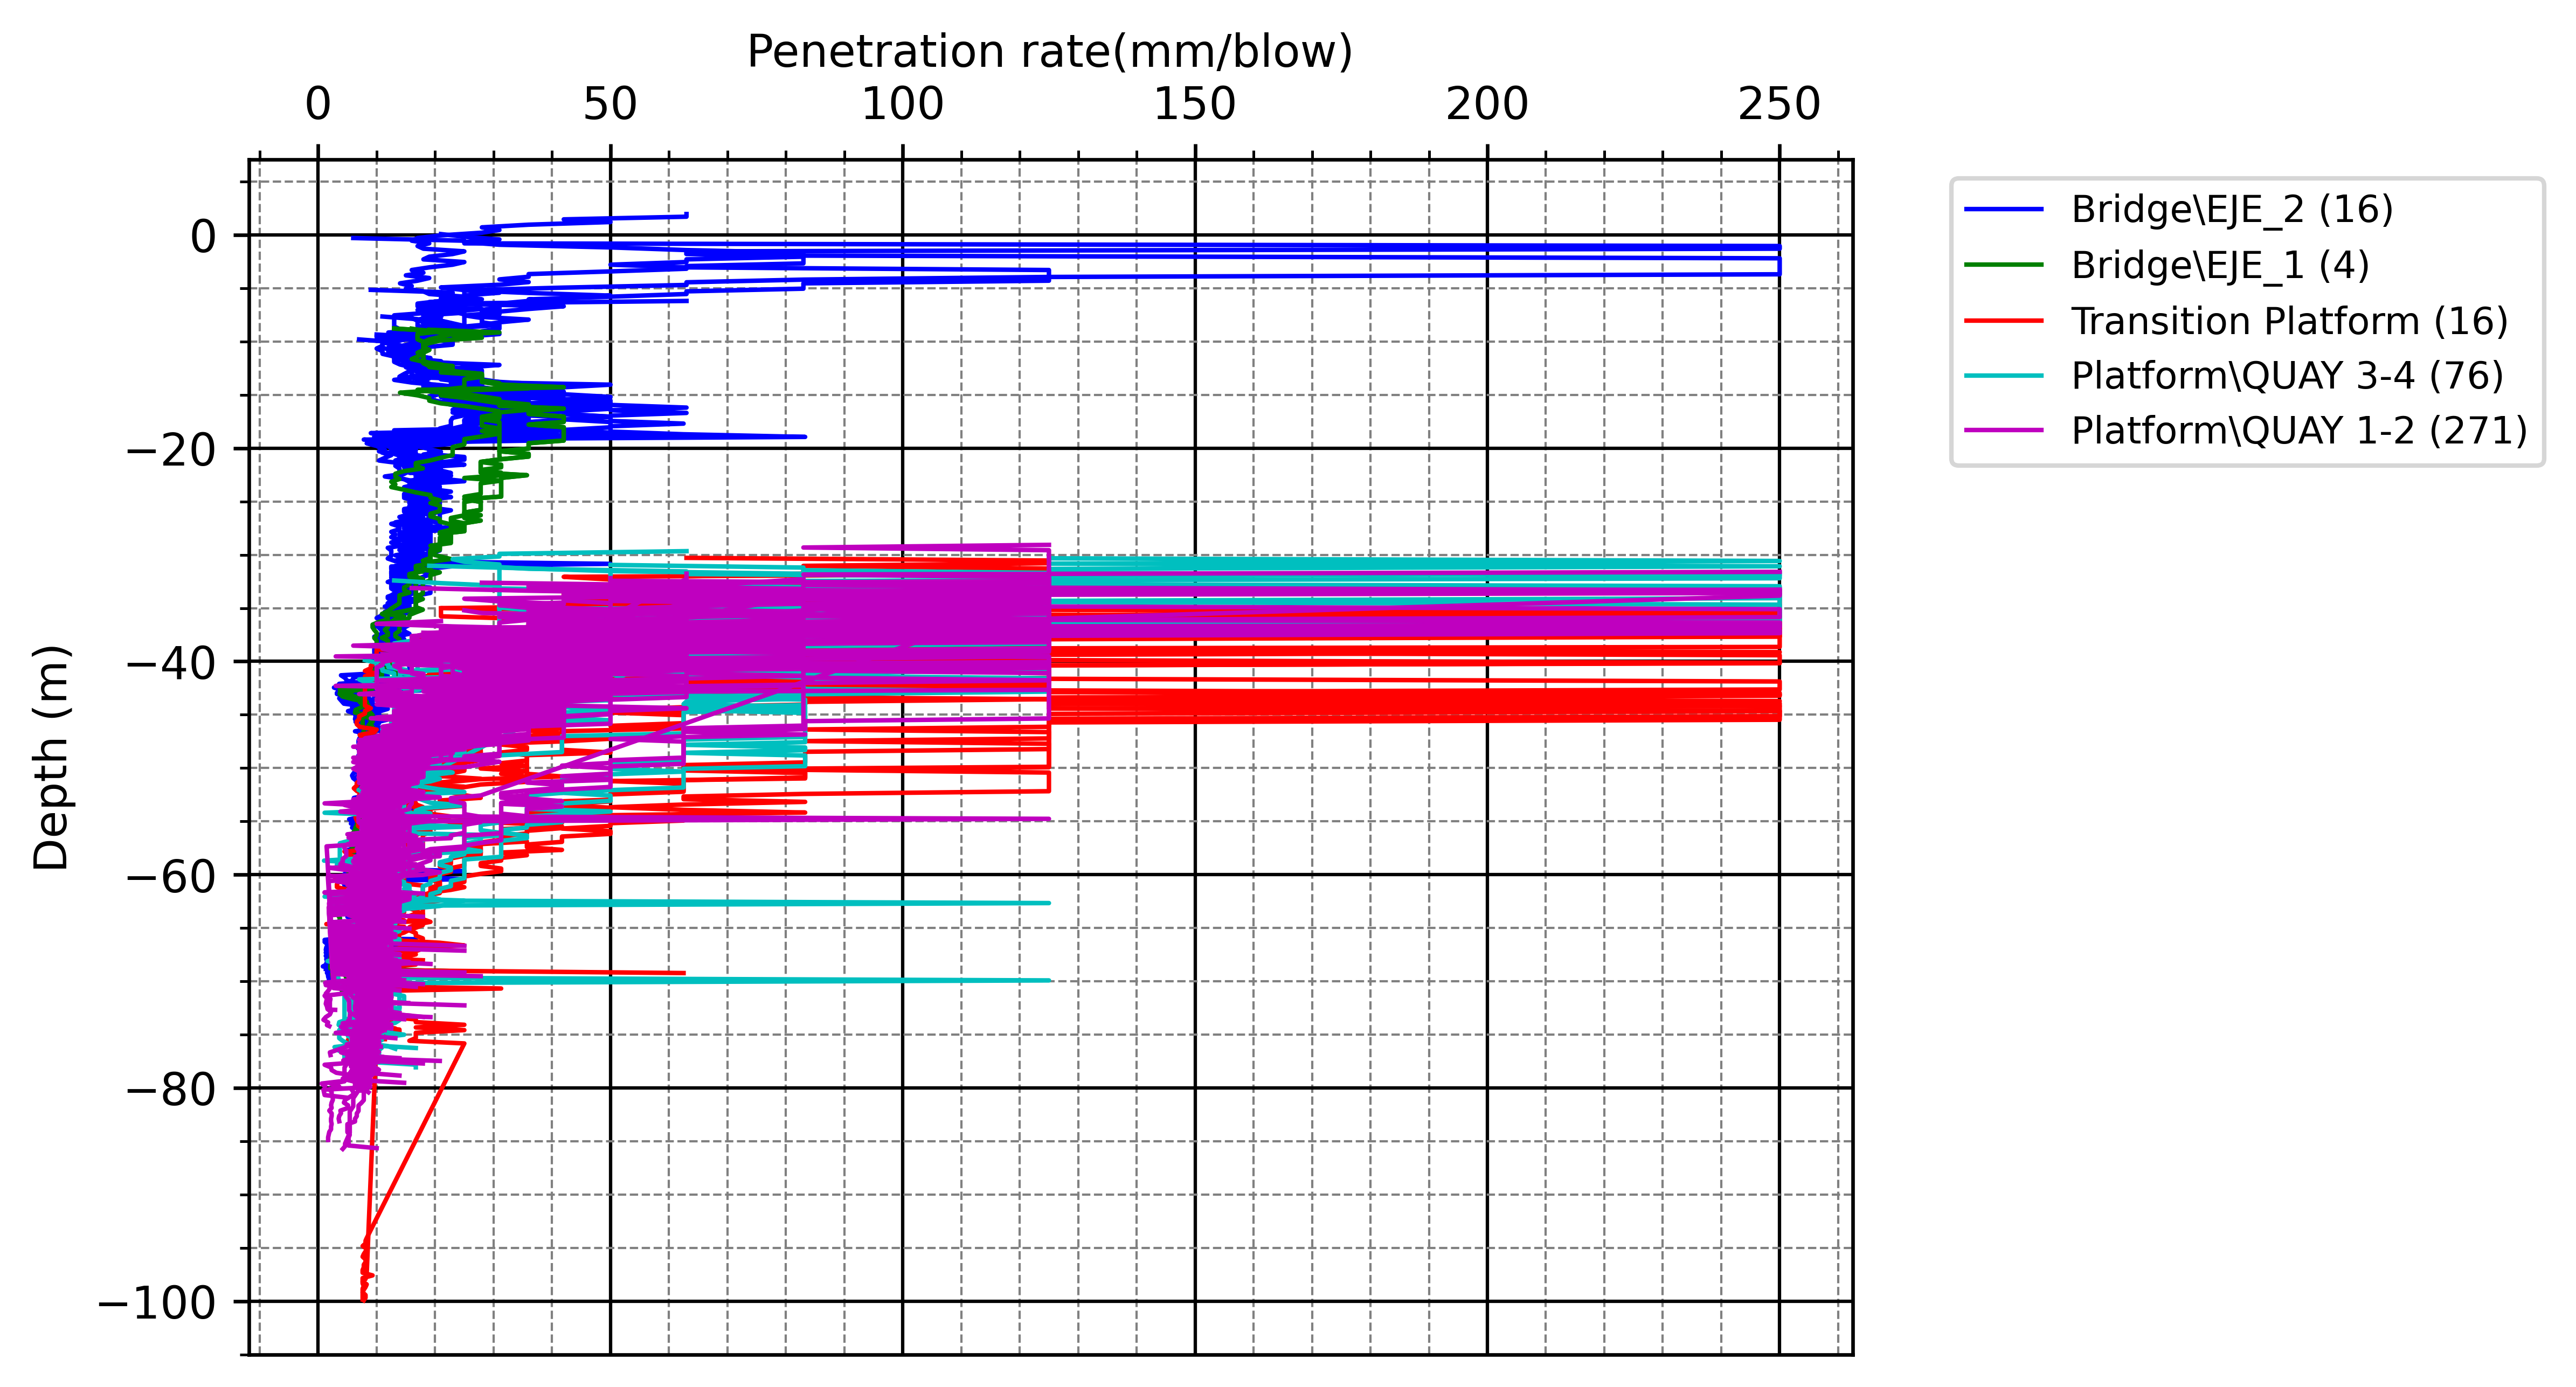 Penetration rate(mm/blow)
0 50 100 150 200 250
Bridge\EJE_2 (16)
Bridge\EJE_1 (4)
Transition Platform (16)
Platform\QUAY 3-4 (76)
Platform\QUAY 1-2 (271)
Depth (m)
0
−20
−40
−60
−80
−100